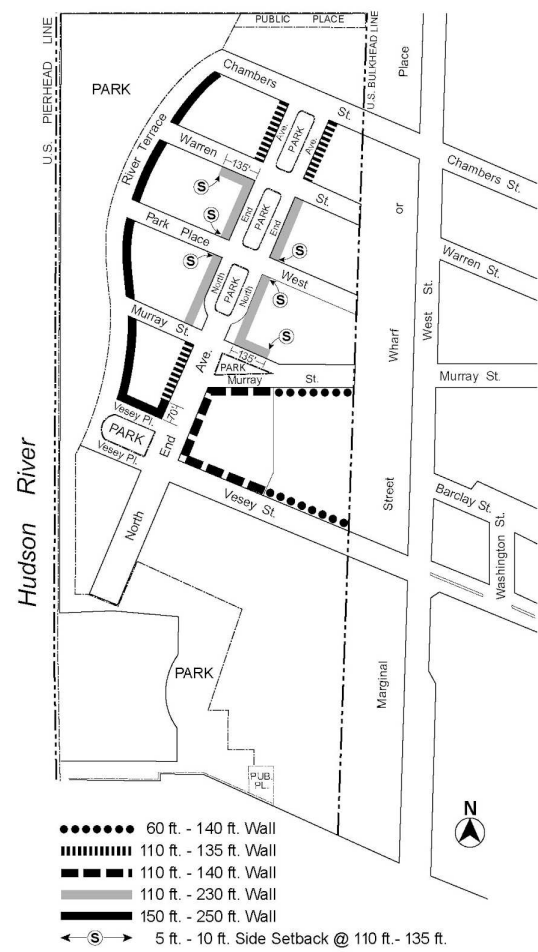 PUBLIC PLACE
U.S. PIERHEAD LINE
U.S. BULKHEAD LINE
Place
PARK
Chambers
St.
River Terrace
Ave.
PARK
Ave.
Chambers St.
Warren
135'
St.
S
S
End
PARK
End
S
or
Warren St.
Park Place
S
North
PARK
North
West
S
West St.
Murray St.
S
135'
PARK
Wharf
Ave.
Murray St.
Murray St.
70'
Vesey Pl.
PARK
Vesey Pl.
End
Vesey St.
Street
Barclay St.
Washington St.
Hudson River
North
PARK
Marginal
PUB.
PL.
N
60 ft. - 140 ft. Wall
110 ft. - 135 ft. Wall
110 ft. - 140 ft. Wall
110 ft. - 230 ft. Wall
150 ft. - 250 ft. Wall
S 5 ft. - 10 ft. Side Setback @ 110 ft.- 135 ft.